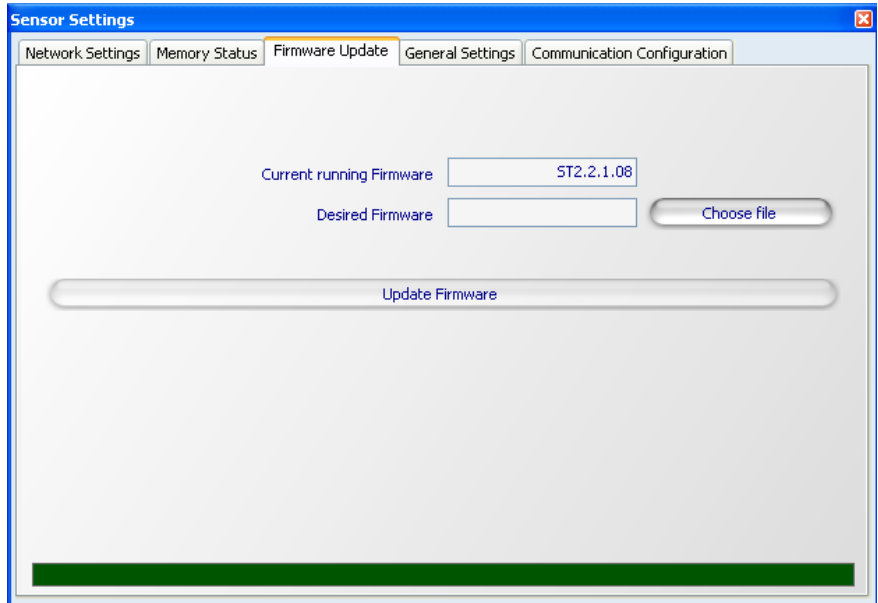 Sensor Settings
Network Settings Memory Status Firmware Update General Settings Communication Configuration
Current running Firmware ST2.2.1.08
Desired Firmware Choose file
Update Firmware